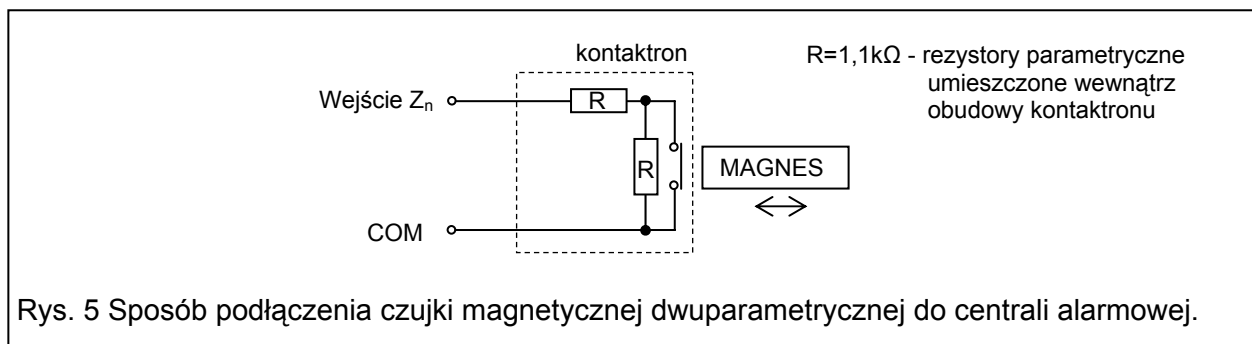 kontaktron
R=1,1kΩ - rezystory parametryczne
umieszczone wewnątrz
obudowy kontaktronu
Wejście Zn
R
R
MAGNES
COM
Rys. 5 Sposób podłączenia czujki magnetycznej dwuparametrycznej do centrali alarmowej.